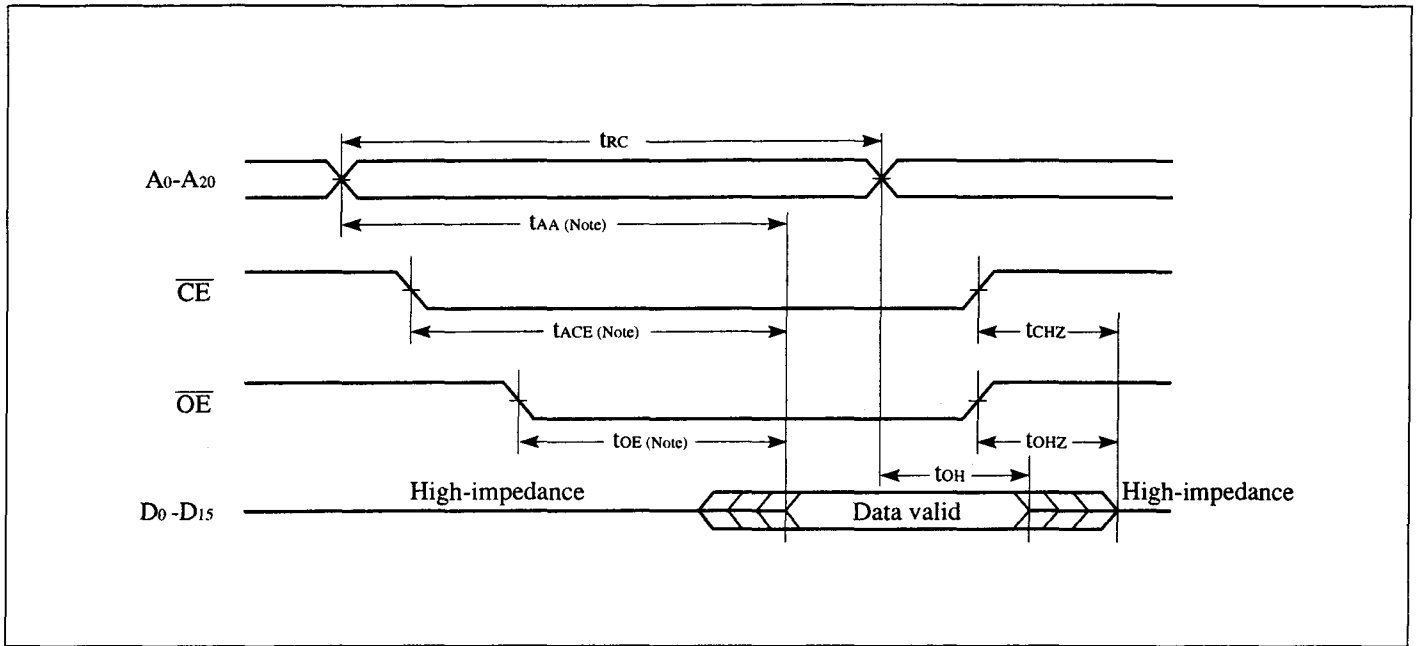 tRC
A0-A20
tAA (Note)
CE
tACE (Note)
tCHZ
OE
tOE (Note)
tOHZ
tOH
High-impedance
High-impedance
D0-D15
Data valid